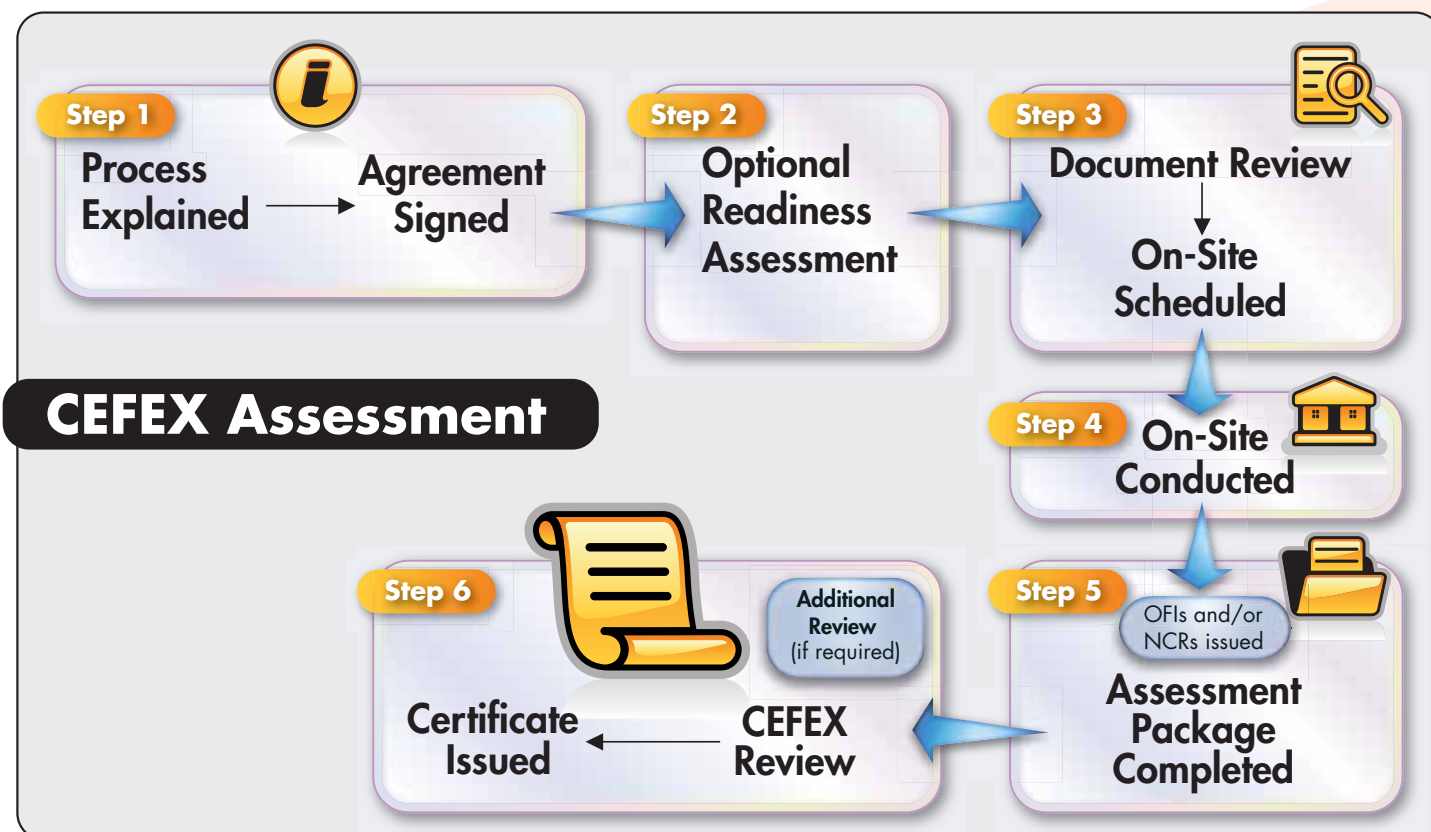 Step 1
Process
Explained
Agreement
Signed
Step 2
Optional
Readiness
Assessment
Step 3
Document Review
On-Site
Scheduled
CEFEX Assessment
Step 4
On-Site
Conducted
Step 5
OFIs and/or
NCRs issued
Assessment
Package
Completed
Step 6
Additional
Review
(if required)
CEFEX
Review
Certificate
Issued